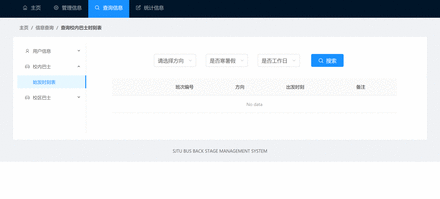 主页 管理信息 查询信息 统计信息
主页 / 班车查询 / 查询校内巴士时刻表
用户信息
校内巴士
始发时刻表
校区巴士
请选择方向 是否寒暑假 是否工作日 搜索
班次编号 方向 出发时刻 备注
No data
SJTU BUS BACK STAGE MANAGEMENT SYSTEM